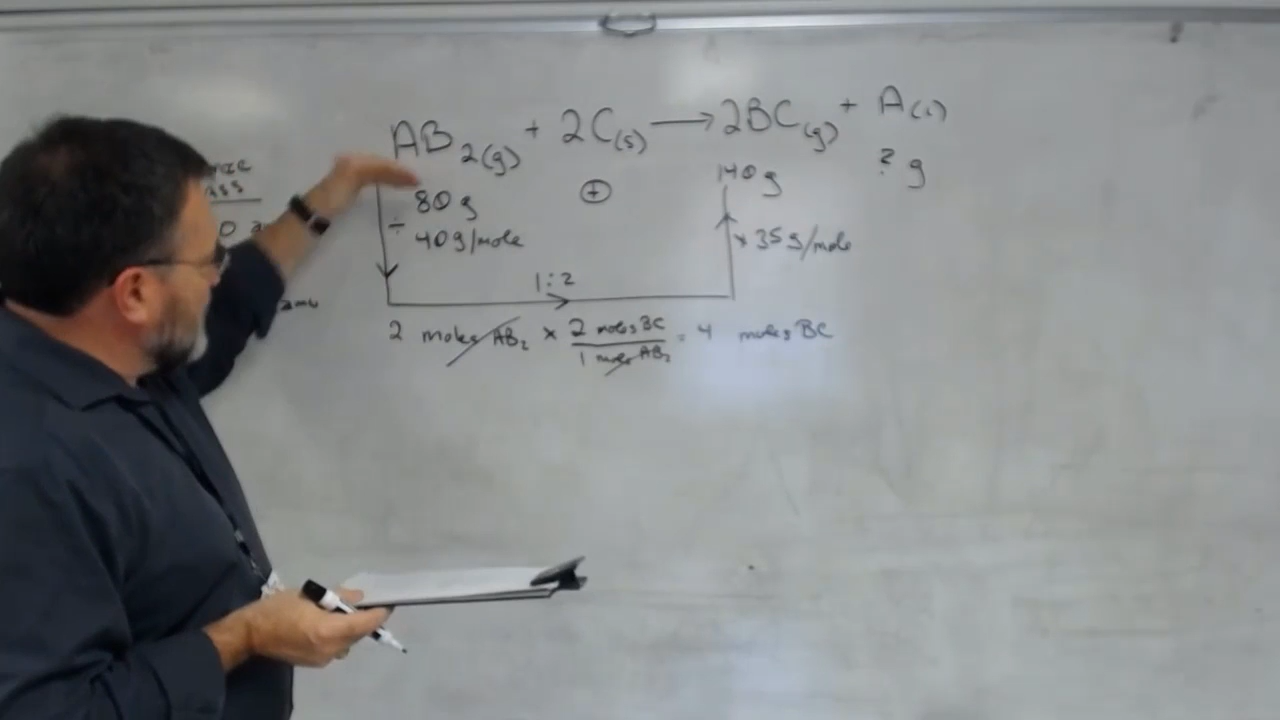 AB₂(g) + 2C(s) ⟶ 2BC(g) + A(l)
80 g ⊕ 140 g ? g
÷ 40 g/mole × 35 g/mole
1:2
2 moles AB₂ × 2 moles BC / 1 moles AB₂ = 4 moles BC